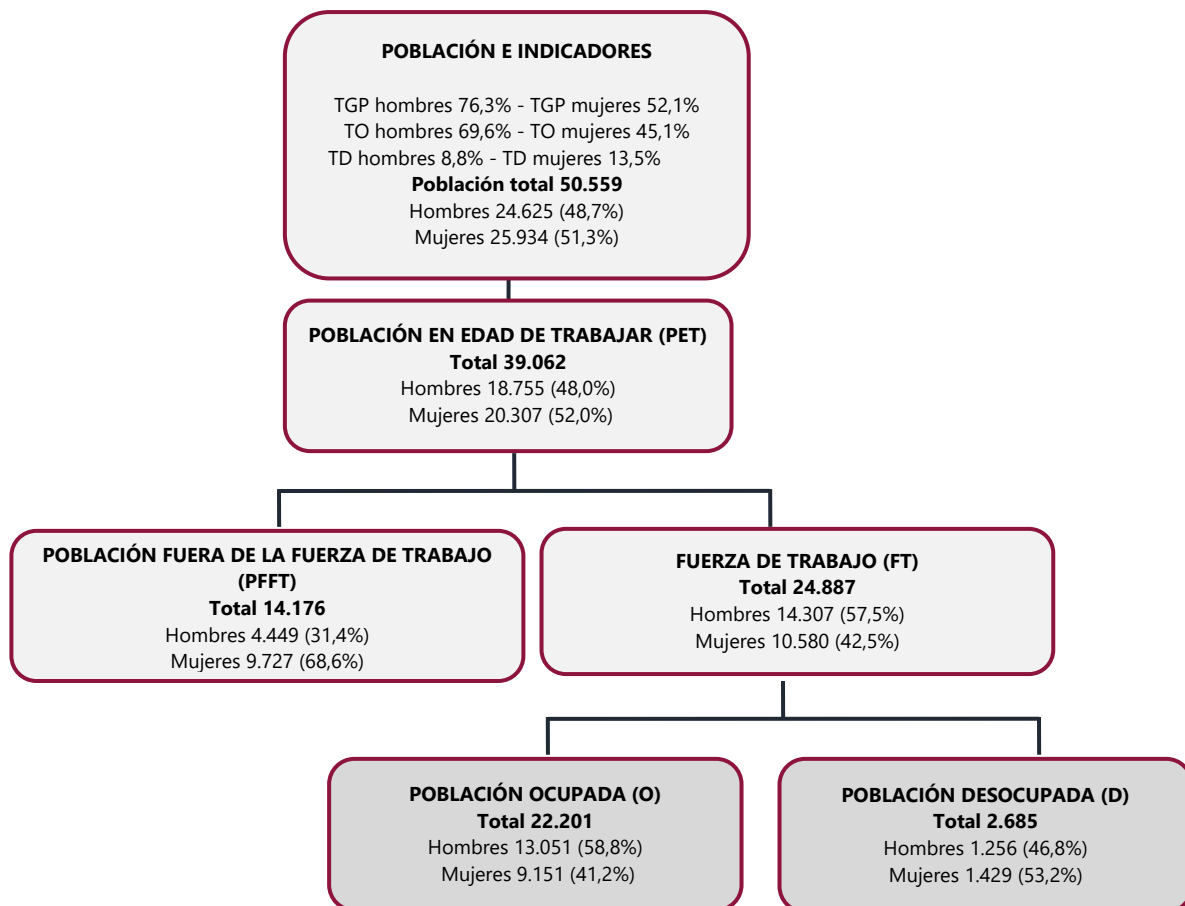 POBLACIÓN E INDICADORES
TGP hombres 76,3% - TGP mujeres 52,1%
TO hombres 69,6% - TO mujeres 45,1%
TD hombres 8,8% - TD mujeres 13,5%
Población total 50.559
Hombres 24.625 (48,7%)
Mujeres 25.934 (51,3%)
POBLACIÓN EN EDAD DE TRABAJAR (PET)
Total 39.062
Hombres 18.755 (48,0%)
Mujeres 20.307 (52,0%)
POBLACIÓN FUERA DE LA FUERZA DE TRABAJO
(PFFT)
Total 14.176
Hombres 4.449 (31,4%)
Mujeres 9.727 (68,6%)
FUERZA DE TRABAJO (FT)
Total 24.887
Hombres 14.307 (57,5%)
Mujeres 10.580 (42,5%)
POBLACIÓN OCUPADA (O)
Total 22.201
Hombres 13.051 (58,8%)
Mujeres 9.151 (41,2%)
POBLACIÓN DESOCUPADA (D)
Total 2.685
Hombres 1.256 (46,8%)
Mujeres 1.429 (53,2%)